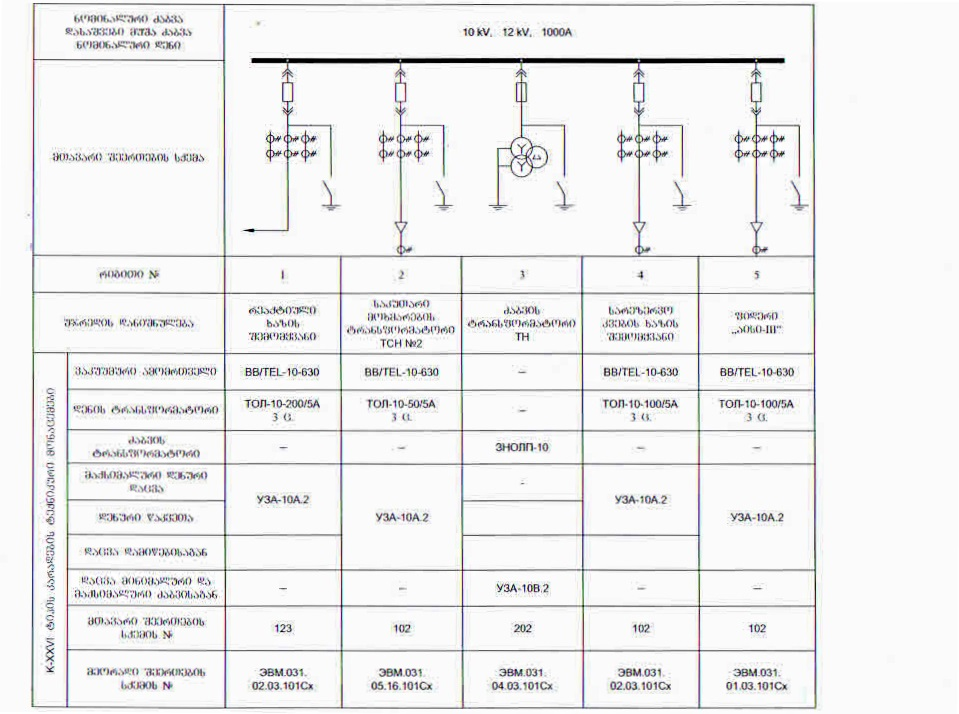 ნომინალური ძაბვა
დასაშვები მუშა ძაბვა
ნომინალური დენი
10 kV, 12 kV, 1000A
მთავარი შეერთების სქემა
რიგითი № 1 2 3 4 5
უჯრედის დანიშნულება
რეაქტიული
ხაზის
შემომყვანი
საკუთარი
მოხმარების
ტრანსფორმატორი
ТСН №2
ძაბვის
ტრანსფორმატორი
ТН
სარეზერვო
კვების ხაზის
შემომყვანი
ფიდერი
„აისი-III“
K-XXVI ტიპის კარადების ტექნიკური მონაცემები
ვაკუუმური ამომრთველი BB/TEL-10-630 BB/TEL-10-630 – BB/TEL-10-630 BB/TEL-10-630
დენის ტრანსფორმატორი
ТОЛ-10-200/5А
3 ც.
ТОЛ-10-50/5А
3 ც.
–
ТОЛ-10-100/5А
3 ც.
ТОЛ-10-100/5А
3 ც.
ძაბვის
ტრანსფორმატორი
– – ЗНОЛП-10 – –
მაქსიმალური დენური
დაცვა
-
დენური წაკვეთა
УЗА-10А.2 УЗА-10А.2 УЗА-10А.2 УЗА-10А.2
დაცვა დამიწებისაგან
დაცვა მინიმალური და
მაქსიმალური ძაბვისაგან
– – УЗА-10В.2 – –
მთავარი შეერთების
სქემის №
123 102 202 102 102
მეორადი შეერთების
სქემის №
ЭВМ.031.
02.03.101Сх
ЭВМ.031.
05.16.101Сх
ЭВМ.031.
04.03.101Сх
ЭВМ.031.
02.03.101Сх
ЭВМ.031.
01.03.101Сх